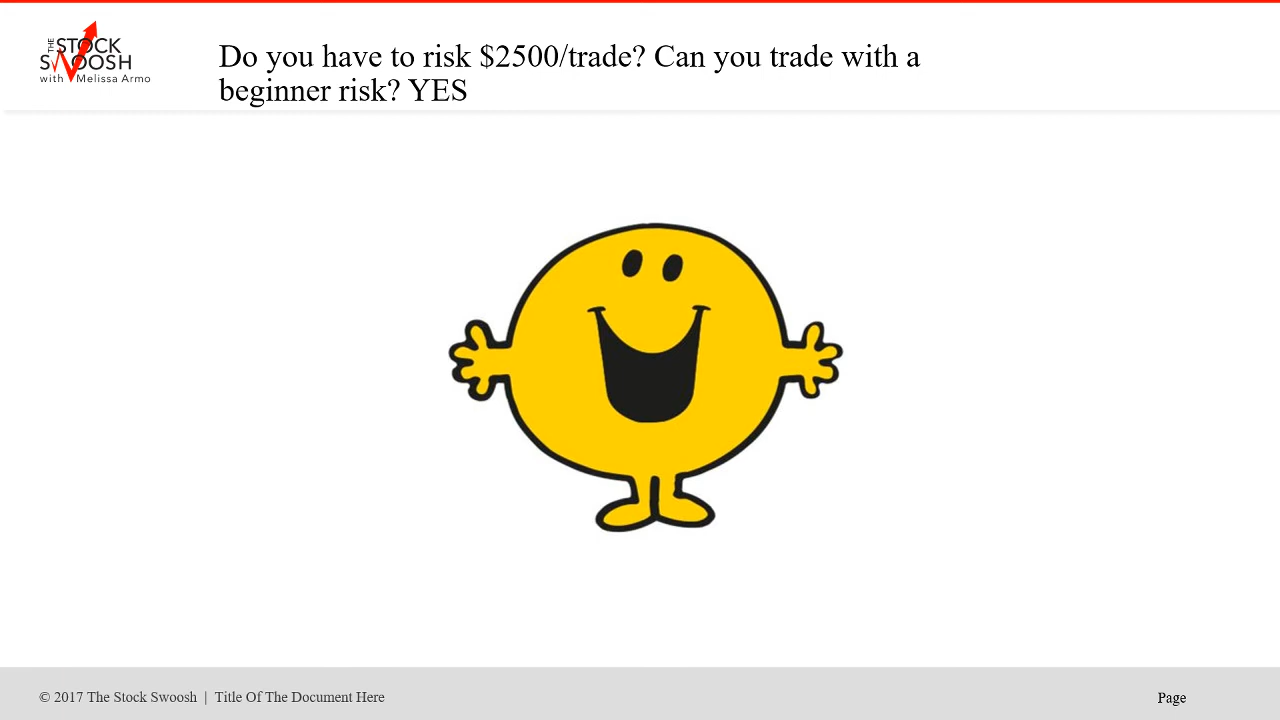 THE STOCK
SWOOSH
with Melissa Armo
Do you have to risk $2500/trade? Can you trade with a
beginner risk? YES
© 2017 The Stock Swoosh | Title Of The Document Here
Page